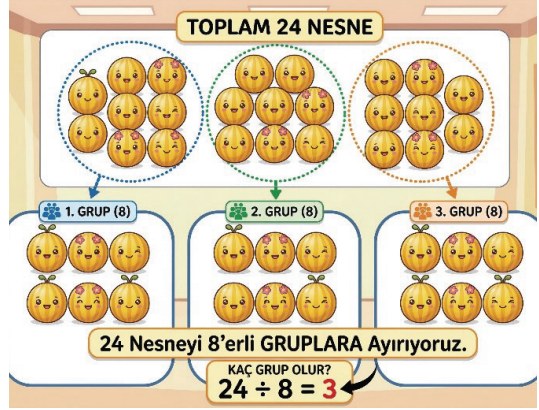 TOPLAM 24 NESNE
1. GRUP (8)
2. GRUP (8)
3. GRUP (8)
24 Nesneyi 8'erli GRUPLARA Ayırıyoruz.
KAÇ GRUP OLUR?
24 ÷ 8 = 3